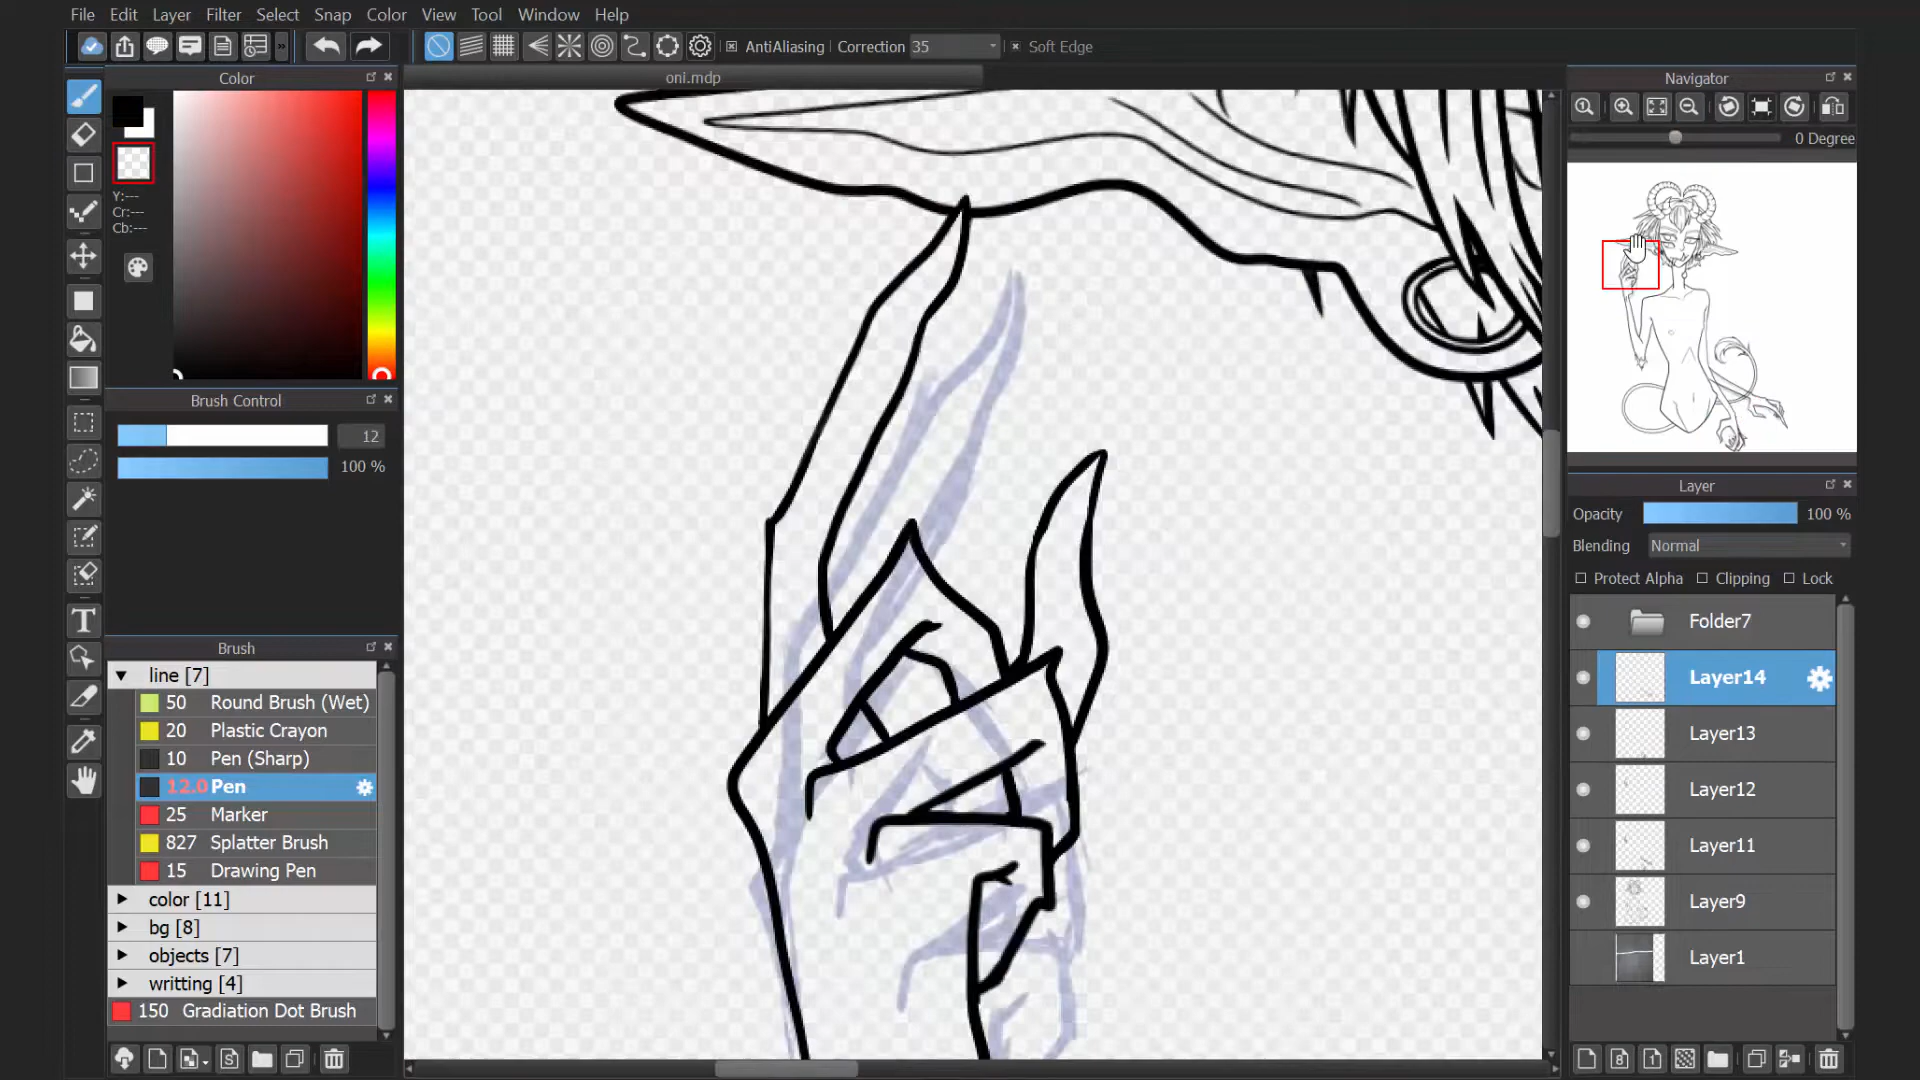 File Edit Layer Filter Select Snap Color View Tool Window Help
» AntiAliasing Correction 35 Soft Edge
Color
oni.mdp
Navigator
0 Degree
Y:---
Cr:---
Cb:---
Brush Control
12
100 %
Layer
Opacity 100 %
Blending Normal
Protect Alpha Clipping Lock
Folder7
Layer14
Layer13
Layer12
Layer11
Layer9
Layer1
Brush
line [7]
50 Round Brush (Wet)
20 Plastic Crayon
10 Pen (Sharp)
12.0 Pen
25 Marker
827 Splatter Brush
15 Drawing Pen
color [11]
bg [8]
objects [7]
writting [4]
150 Gradiation Dot Brush